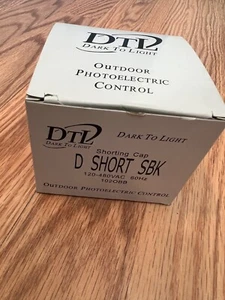 DTL
DARK TO LIGHT
OUTDOOR
PHOTOELECTRIC
CONTROL
DTL
DARK TO LIGHT
DARK TO LIGHT
Shorting Cap
D SHORT SBK
120-480VAC 60Hz
102OBB
OUTDOOR PHOTOELECTRIC CONTROL